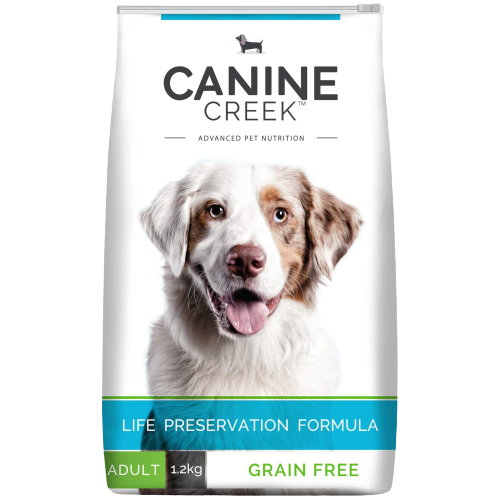 CANINE
CREEK™
ADVANCED PET NUTRITION
LIFE PRESERVATION FORMULA
ADULT 1.2kg GRAIN FREE